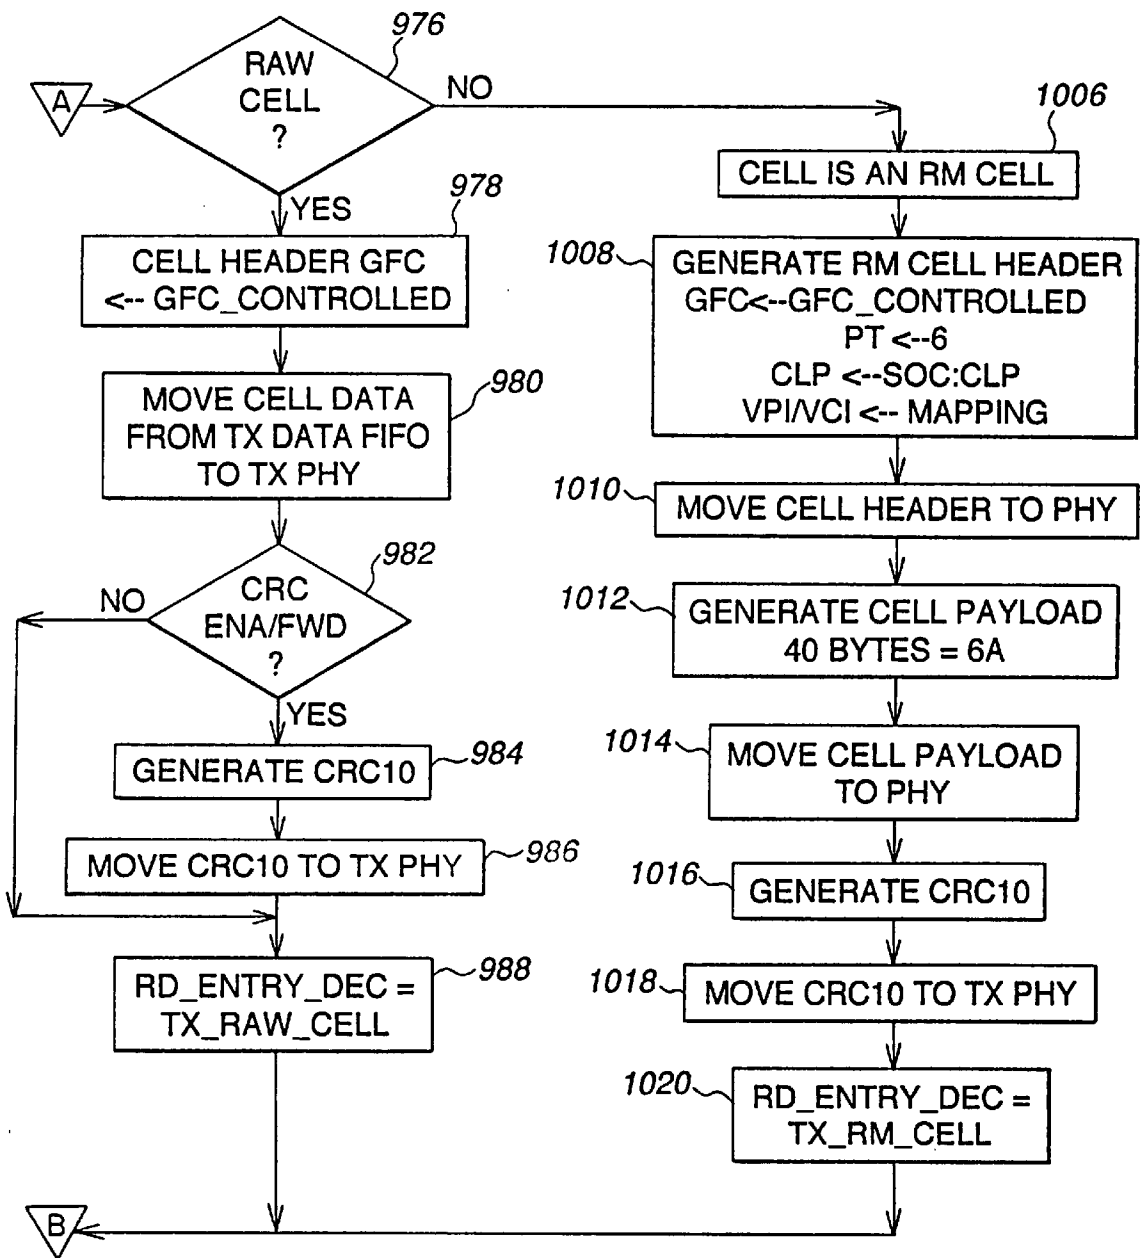 976
RAW
CELL
?
A
NO
YES
978
CELL HEADER GFC
<-- GFC_CONTROLLED
980
MOVE CELL DATA
FROM TX DATA FIFO
TO TX PHY
982
CRC
ENA/FWD
?
NO
YES
984
GENERATE CRC10
986
MOVE CRC10 TO TX PHY
988
RD_ENTRY_DEC =
TX_RAW_CELL
1006
CELL IS AN RM CELL
1008
GENERATE RM CELL HEADER
GFC<--GFC_CONTROLLED
PT <--6
CLP <--SOC:CLP
VPI/VCI <-- MAPPING
1010
MOVE CELL HEADER TO PHY
1012
GENERATE CELL PAYLOAD
40 BYTES = 6A
1014
MOVE CELL PAYLOAD
TO PHY
1016
GENERATE CRC10
1018
MOVE CRC10 TO TX PHY
1020
RD_ENTRY_DEC =
TX_RM_CELL
B